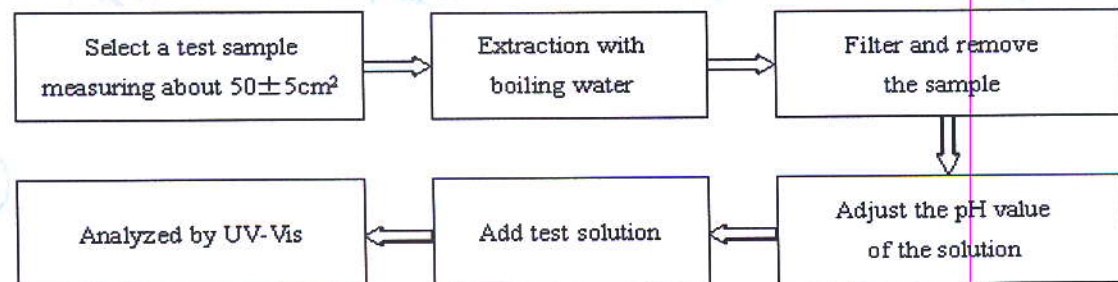 Select a test sample
measuring about 50±5cm²
Extraction with
boiling water
Filter and remove
the sample
Adjust the pH value
of the solution
Add test solution
Analyzed by UV-Vis